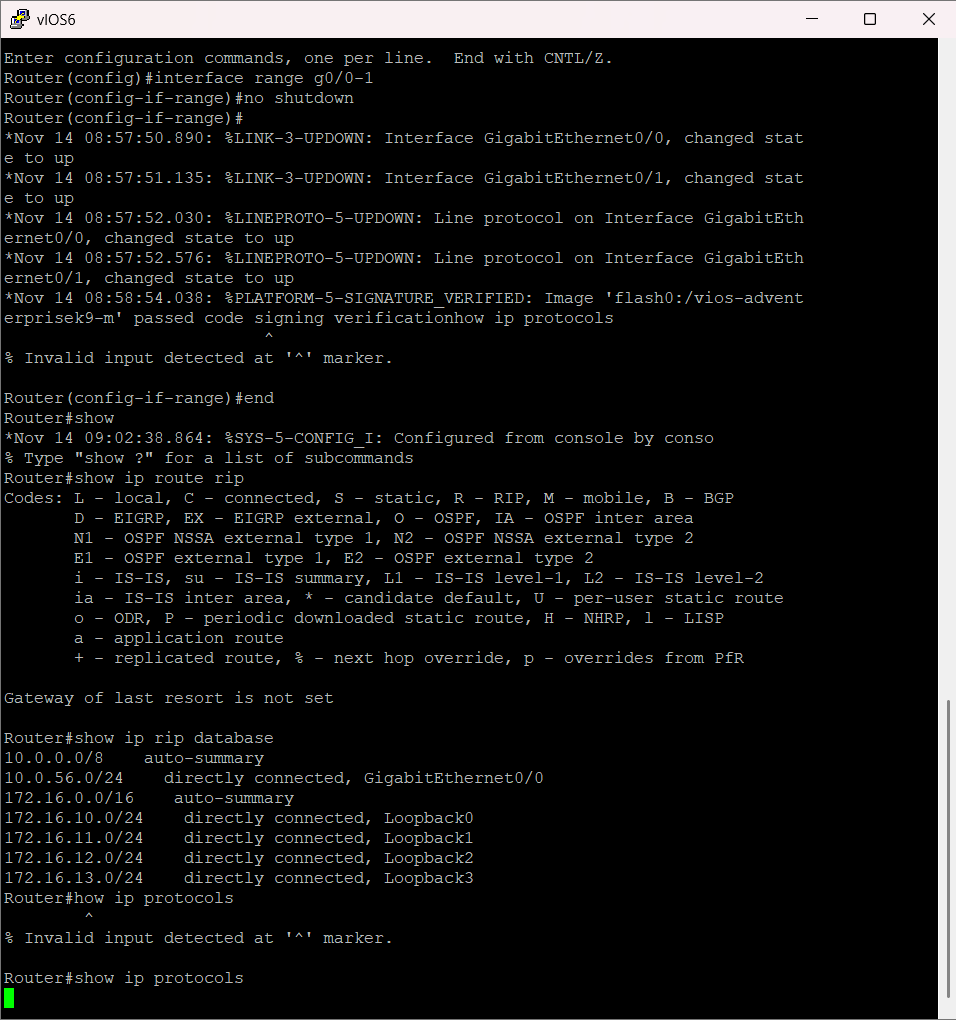 vIOS6
Enter configuration commands, one per line.  End with CNTL/Z.
Router(config)#interface range g0/0-1
Router(config-if-range)#no shutdown
Router(config-if-range)#
*Nov 14 08:57:50.890: %LINK-3-UPDOWN: Interface GigabitEthernet0/0, changed stat
e to up
*Nov 14 08:57:51.135: %LINK-3-UPDOWN: Interface GigabitEthernet0/1, changed stat
e to up
*Nov 14 08:57:52.030: %LINEPROTO-5-UPDOWN: Line protocol on Interface GigabitEth
ernet0/0, changed state to up
*Nov 14 08:57:52.576: %LINEPROTO-5-UPDOWN: Line protocol on Interface GigabitEth
ernet0/1, changed state to up
*Nov 14 08:58:54.038: %PLATFORM-5-SIGNATURE_VERIFIED: Image 'flash0:/vios-advent
erprisek9-m' passed code signing verificationhow ip protocols
                          ^
% Invalid input detected at '^' marker.

Router(config-if-range)#end
Router#show
*Nov 14 09:02:38.864: %SYS-5-CONFIG_I: Configured from console by conso
% Type "show ?" for a list of subcommands
Router#show ip route rip
Codes: L - local, C - connected, S - static, R - RIP, M - mobile, B - BGP
       D - EIGRP, EX - EIGRP external, O - OSPF, IA - OSPF inter area
       N1 - OSPF NSSA external type 1, N2 - OSPF NSSA external type 2
       E1 - OSPF external type 1, E2 - OSPF external type 2
       i - IS-IS, su - IS-IS summary, L1 - IS-IS level-1, L2 - IS-IS level-2
       ia - IS-IS inter area, * - candidate default, U - per-user static route
       o - ODR, P - periodic downloaded static route, H - NHRP, l - LISP
       a - application route
       + - replicated route, % - next hop override, p - overrides from PfR

Gateway of last resort is not set

Router#show ip rip database
10.0.0.0/8    auto-summary
10.0.56.0/24    directly connected, GigabitEthernet0/0
172.16.0.0/16    auto-summary
172.16.10.0/24    directly connected, Loopback0
172.16.11.0/24    directly connected, Loopback1
172.16.12.0/24    directly connected, Loopback2
172.16.13.0/24    directly connected, Loopback3
Router#how ip protocols
        ^
% Invalid input detected at '^' marker.

Router#show ip protocols